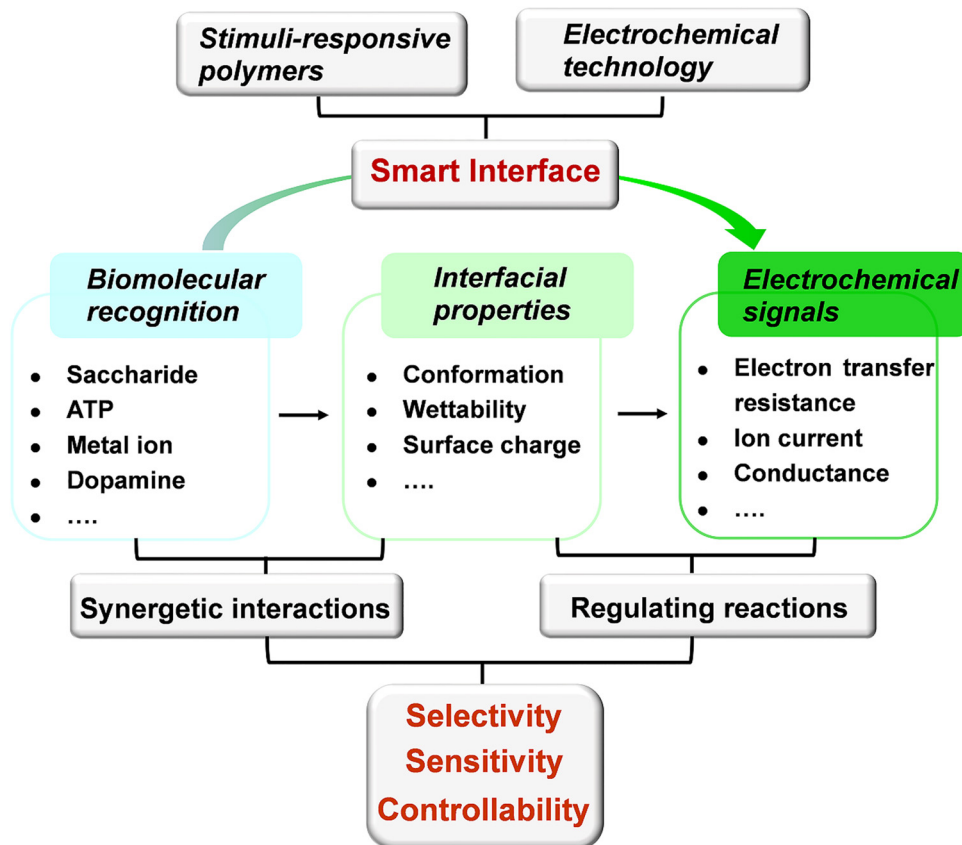 Stimuli-responsive
polymers
Electrochemical
technology
Smart Interface
Biomolecular
recognition
• Saccharide
• ATP
• Metal ion
• Dopamine
• ....
Interfacial
properties
• Conformation
• Wettability
• Surface charge
• ....
Electrochemical
signals
• Electron transfer
resistance
• Ion current
• Conductance
• ....
Synergetic interactions
Regulating reactions
Selectivity
Sensitivity
Controllability